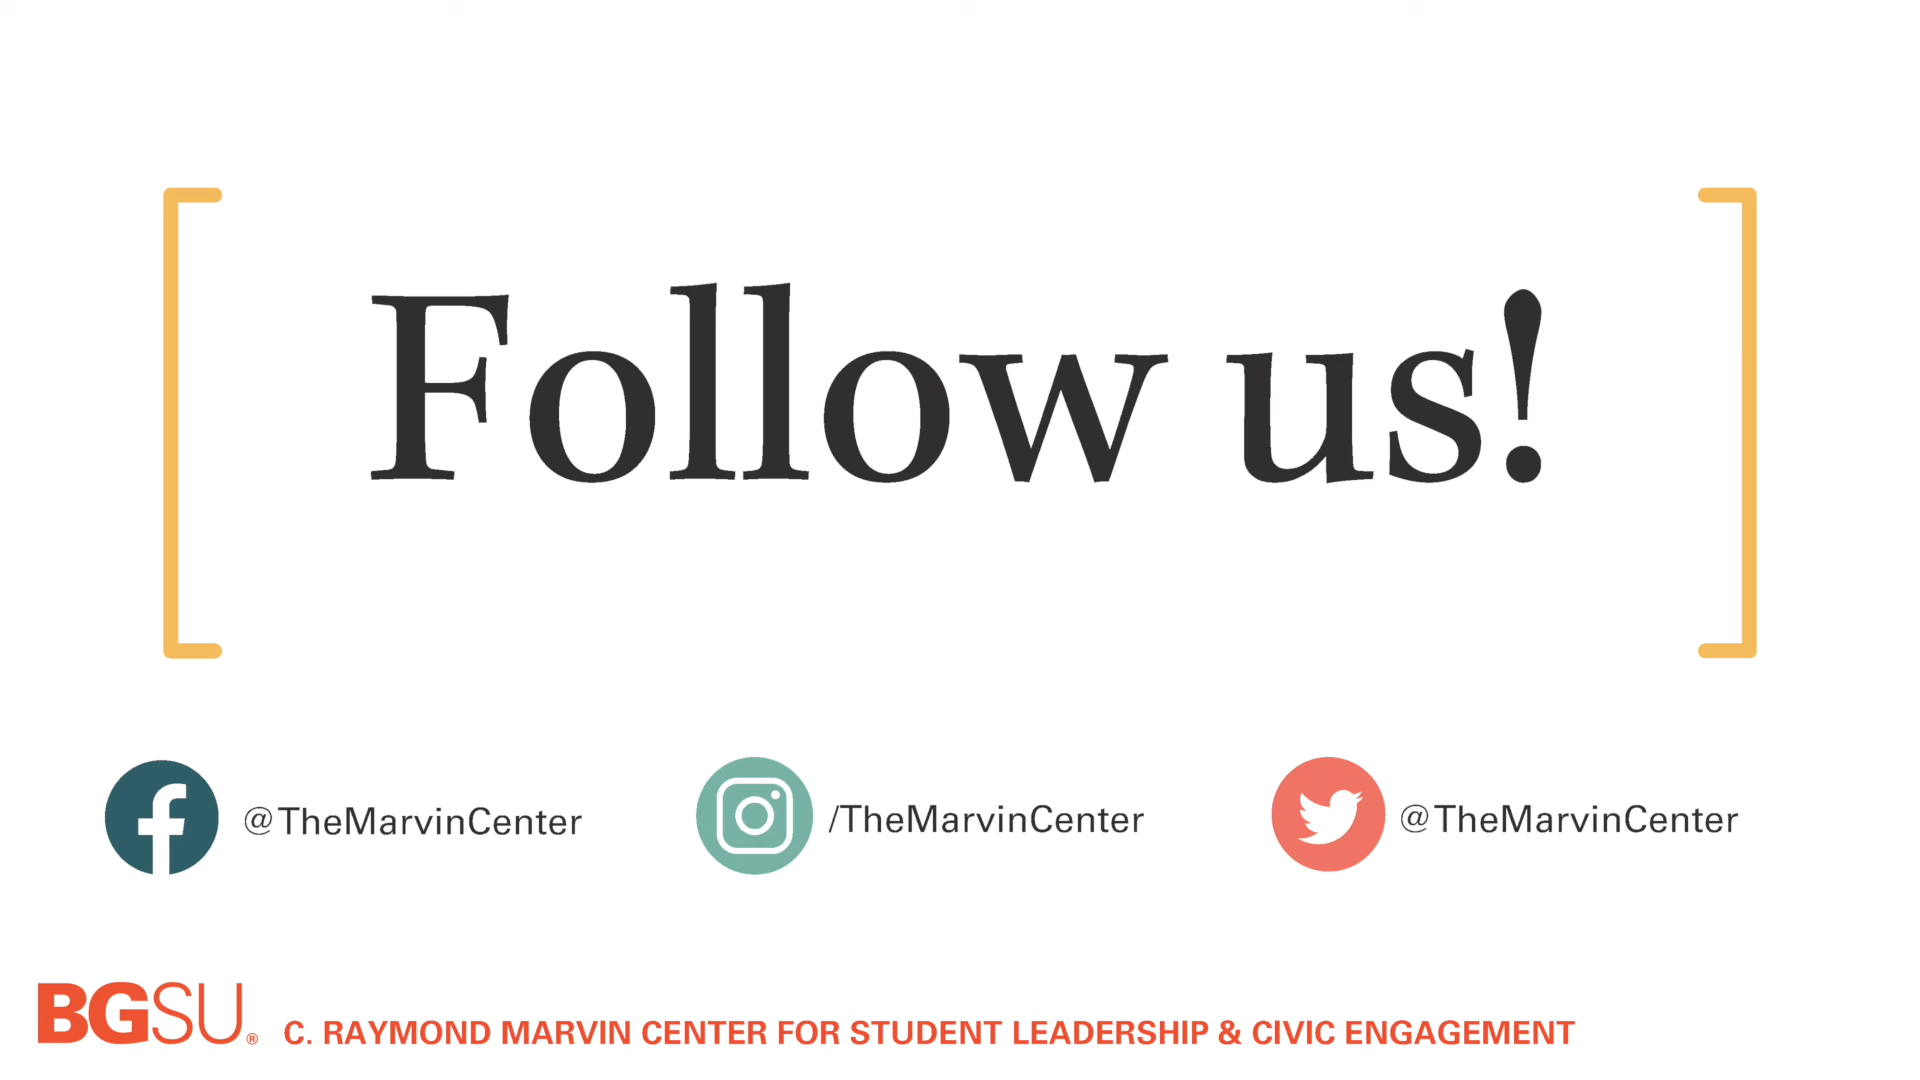 Follow us!
@TheMarvinCenter
/TheMarvinCenter
@TheMarvinCenter
BGSU® C. RAYMOND MARVIN CENTER FOR STUDENT LEADERSHIP & CIVIC ENGAGEMENT